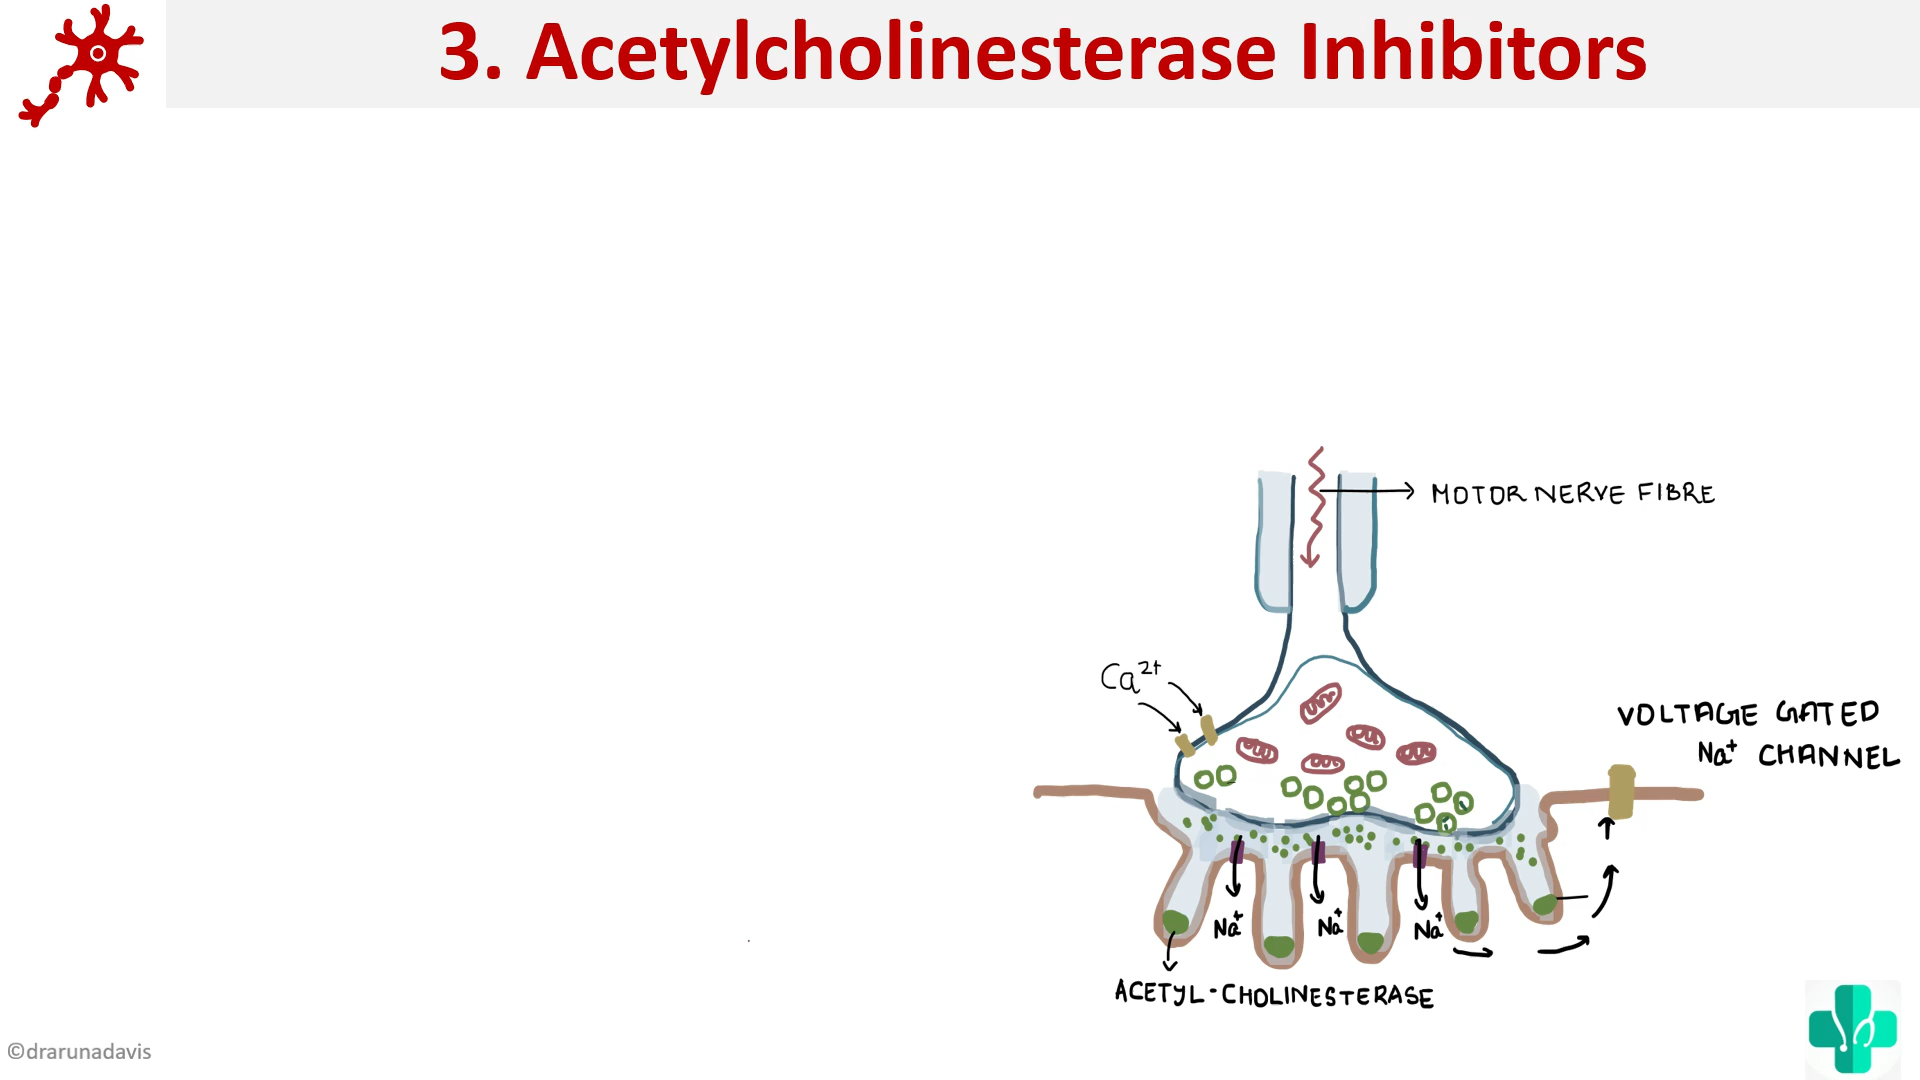 3. Acetylcholinesterase Inhibitors
MOTOR NERVE FIBRE
Ca²⁺
VOLTAGE GATED
Na⁺ CHANNEL
Na⁺ Na⁺ Na⁺
ACETYL-CHOLINESTERASE
©drarunadavis